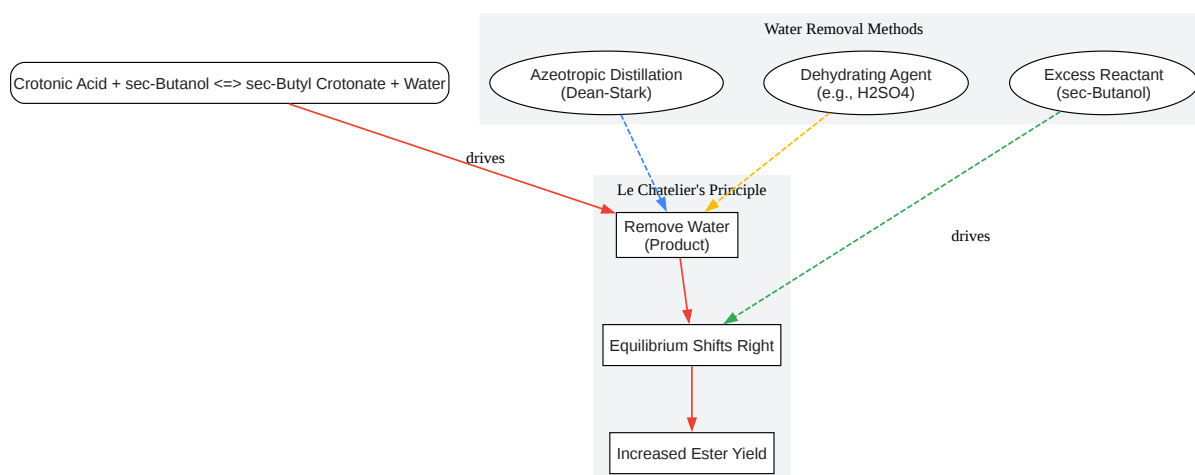 Water Removal Methods
Crotonic Acid + sec-Butanol <=> sec-Butyl Crotonate + Water
Azeotropic Distillation
(Dean-Stark)
Dehydrating Agent
(e.g., H2SO4)
Excess Reactant
(sec-Butanol)
drives
Le Chatelier's Principle
Remove Water
(Product)
drives
Equilibrium Shifts Right
Increased Ester Yield